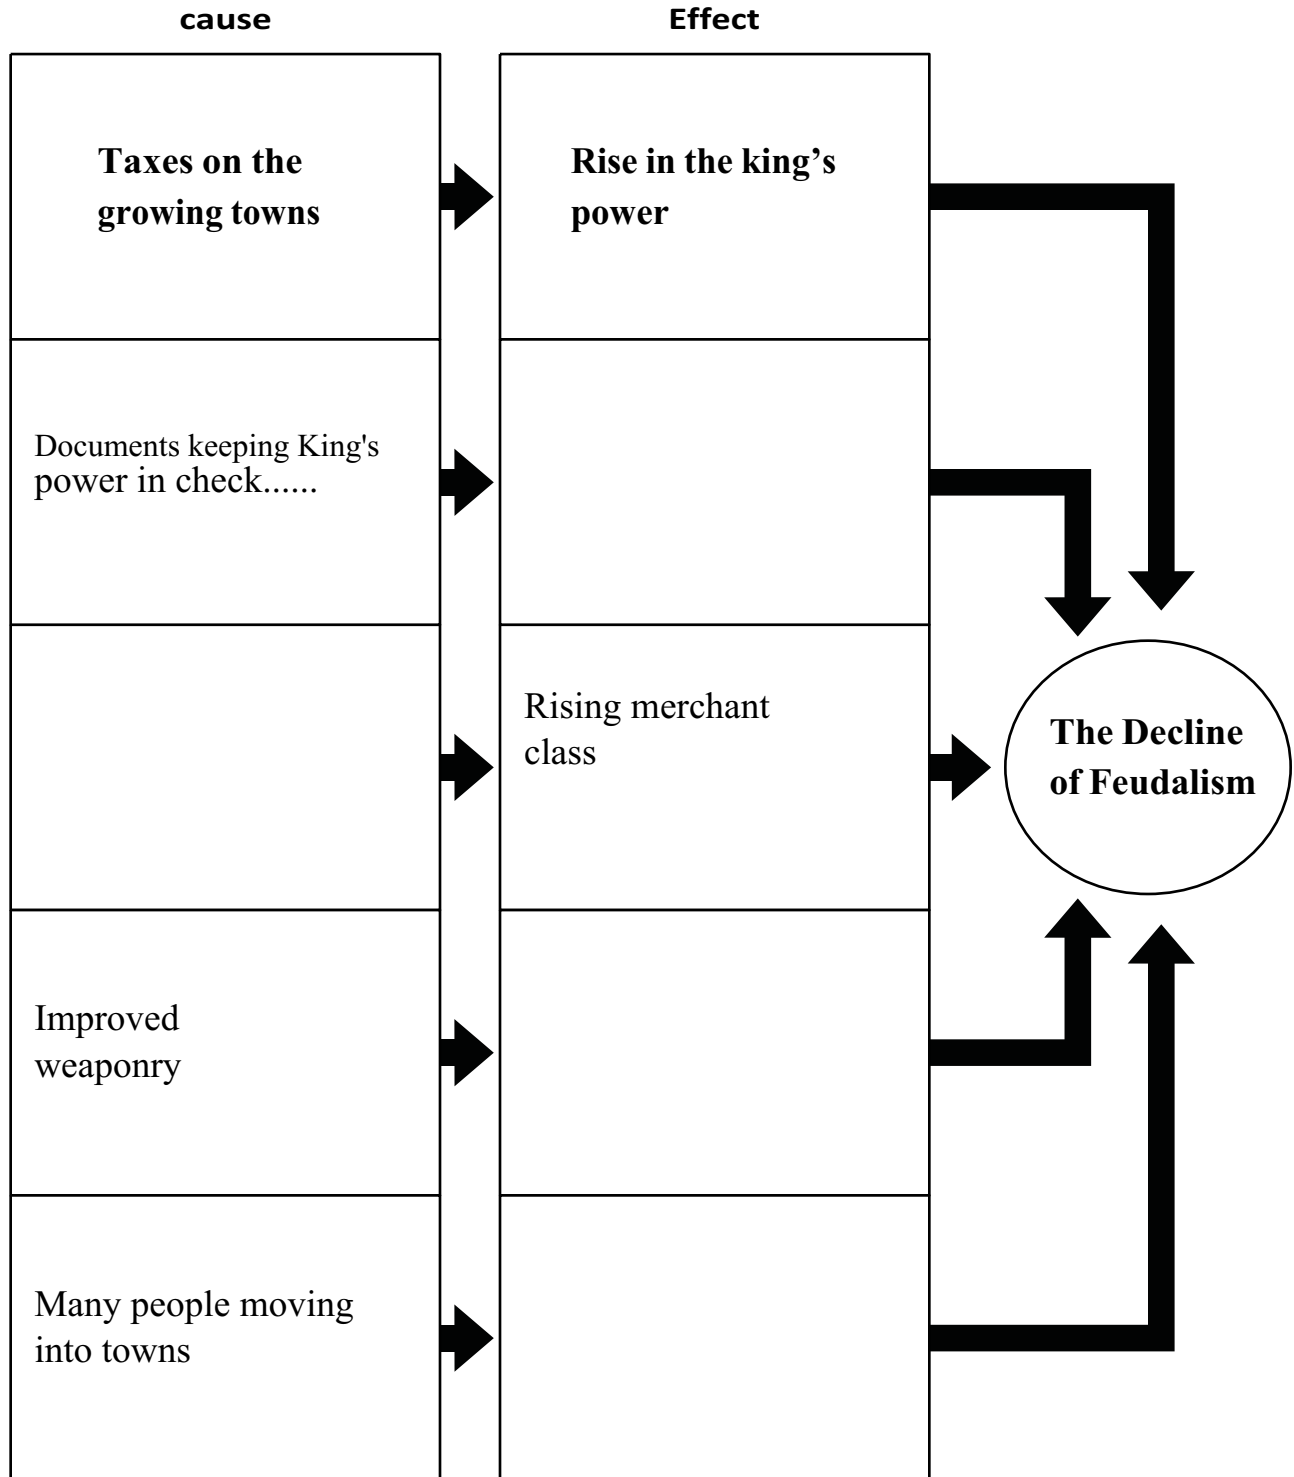 cause
Effect
Taxes on the
growing towns
Rise in the king’s
power
Documents keeping King's
power in check......
Rising merchant
class
The Decline
of Feudalism
Improved
weaponry
Many people moving
into towns